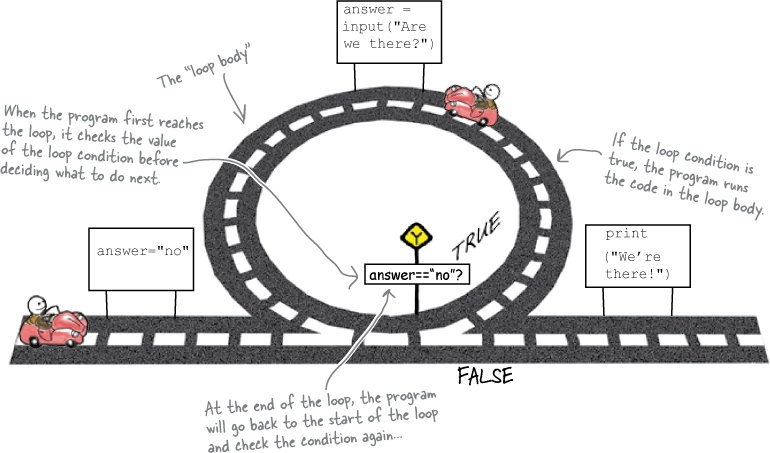 answer =
input("Are
we there?")
The "loop body"
When the program first reaches
the loop, it checks the value
of the loop condition before
deciding what to do next.
If the loop condition is
true, the program runs
the code in the loop body.
answer="no"
TRUE
Y
answer=="no"?
print
("We're
there!")
FALSE
At the end of the loop, the program
will go back to the start of the loop
and check the condition again...